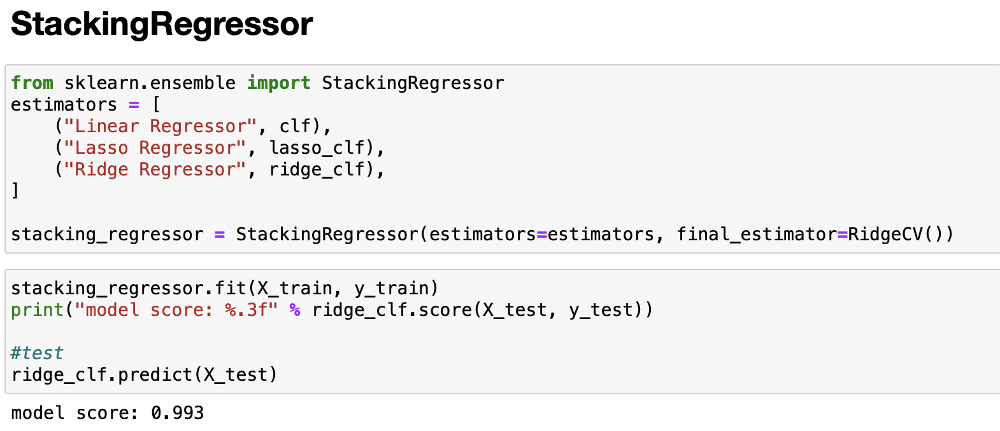 StackingRegressor
from sklearn.ensemble import StackingRegressor
estimators = [
    ("Linear Regressor", clf),
    ("Lasso Regressor", lasso_clf),
    ("Ridge Regressor", ridge_clf),
]
stacking_regressor = StackingRegressor(estimators=estimators, final_estimator=RidgeCV())
stacking_regressor.fit(X_train, y_train)
print("model score: %.3f" % ridge_clf.score(X_test, y_test))
#test
ridge_clf.predict(X_test)
model score: 0.993